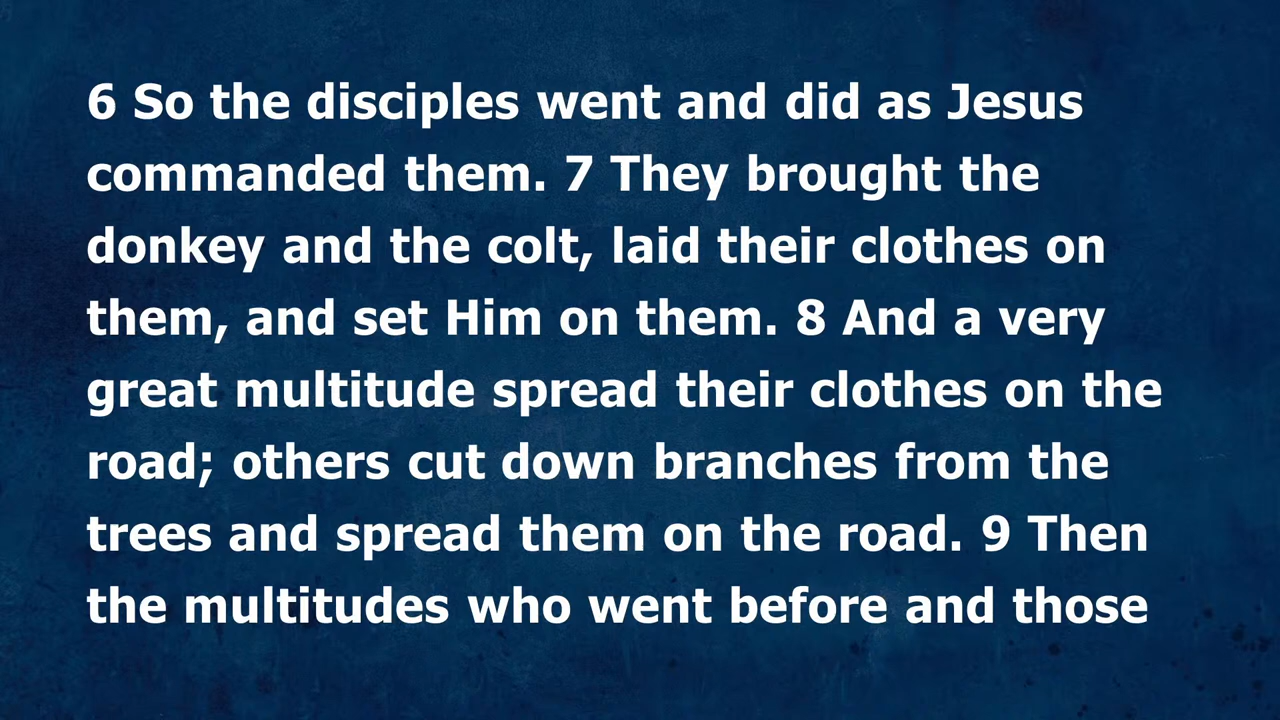 6 So the disciples went and did as Jesus
commanded them. 7 They brought the
donkey and the colt, laid their clothes on
them, and set Him on them. 8 And a very
great multitude spread their clothes on the
road; others cut down branches from the
trees and spread them on the road. 9 Then
the multitudes who went before and those